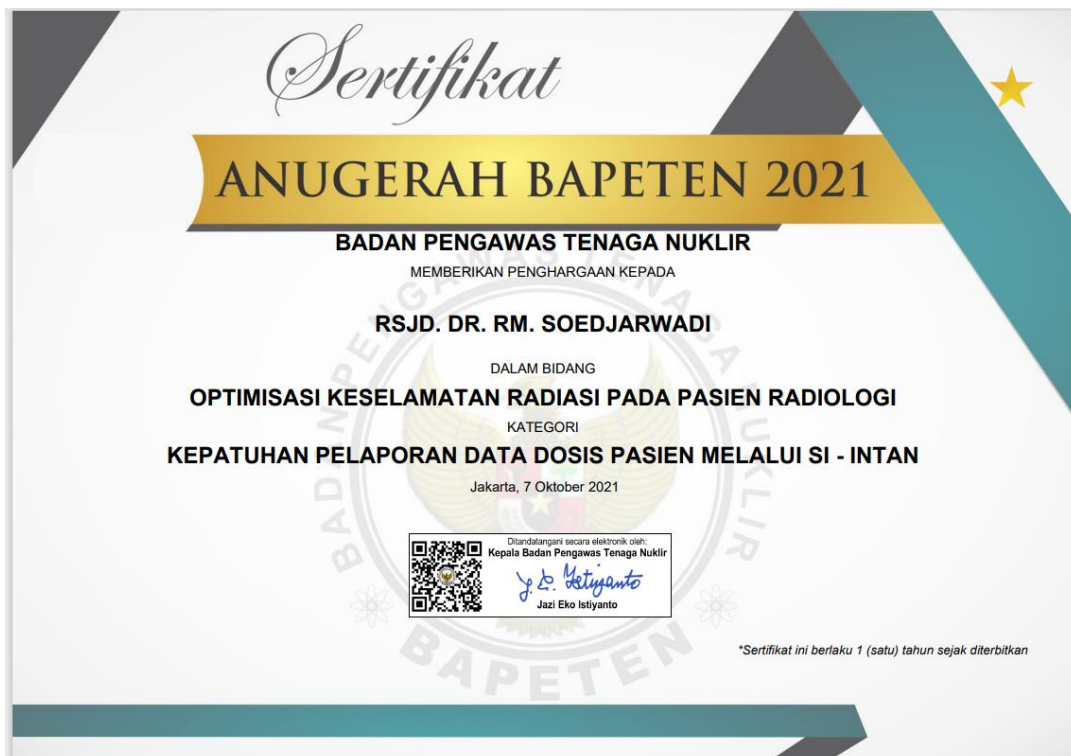 Sertifikat
ANUGERAH BAPETEN 2021
BADAN PENGAWAS TENAGA NUKLIR
MEMBERIKAN PENGHARGAAN KEPADA
RSJD. DR. RM. SOEDJARWADI
DALAM BIDANG
OPTIMISASI KESELAMATAN RADIASI PADA PASIEN RADIOLOGI
KATEGORI
KEPATUHAN PELAPORAN DATA DOSIS PASIEN MELALUI SI - INTAN
Jakarta, 7 Oktober 2021
Ditandatangani secara elektronik oleh:
Kepala Badan Pengawas Tenaga Nuklir
J. E. Istiyanto
Jazi Eko Istiyanto
*Sertifikat ini berlaku 1 (satu) tahun sejak diterbitkan
BADAN PENGAWAS TENAGA NUKLIR
BAPETEN